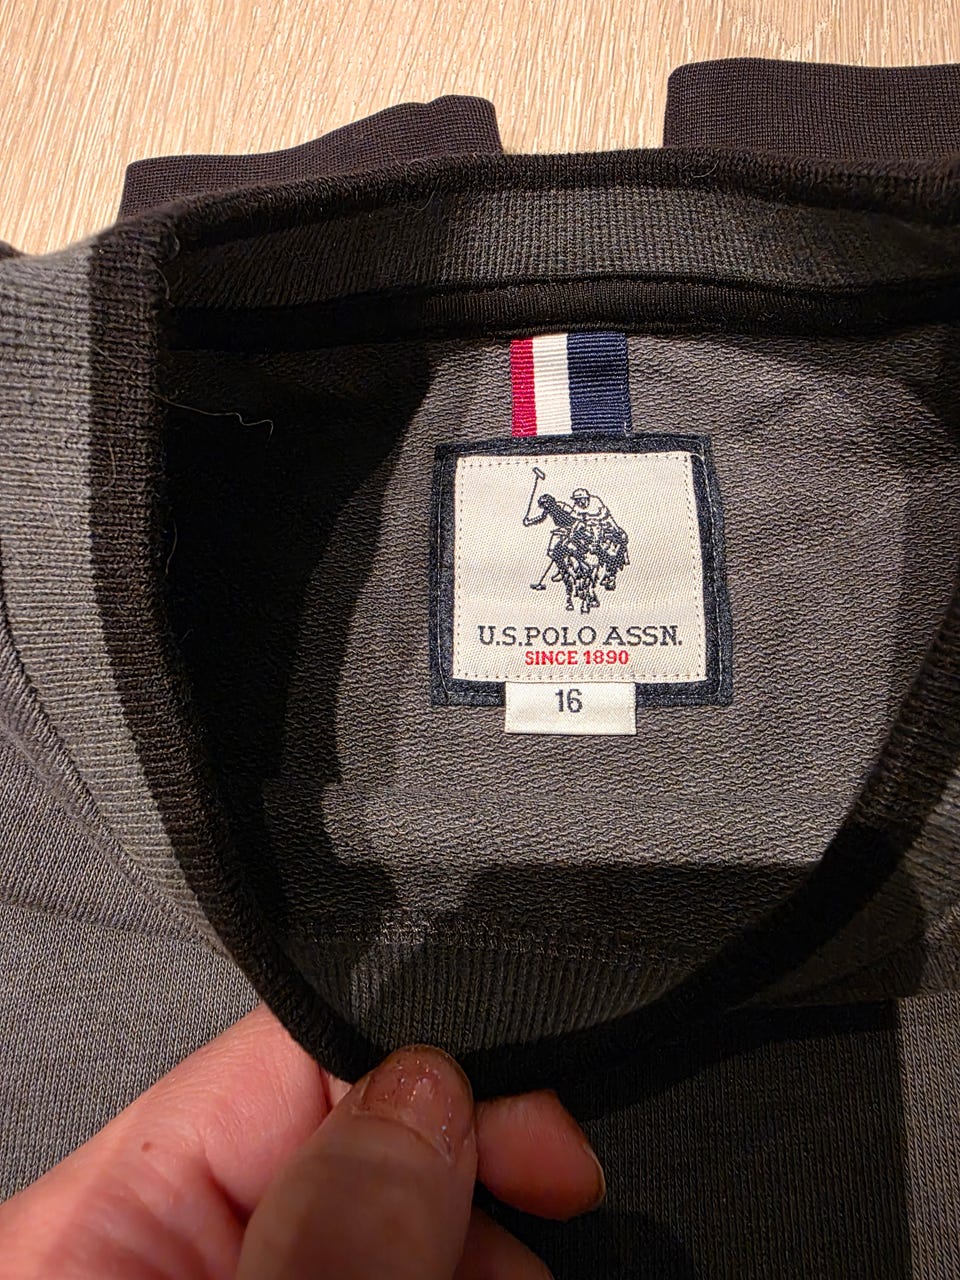 U.S. POLO ASSN.
SINCE 1890
16